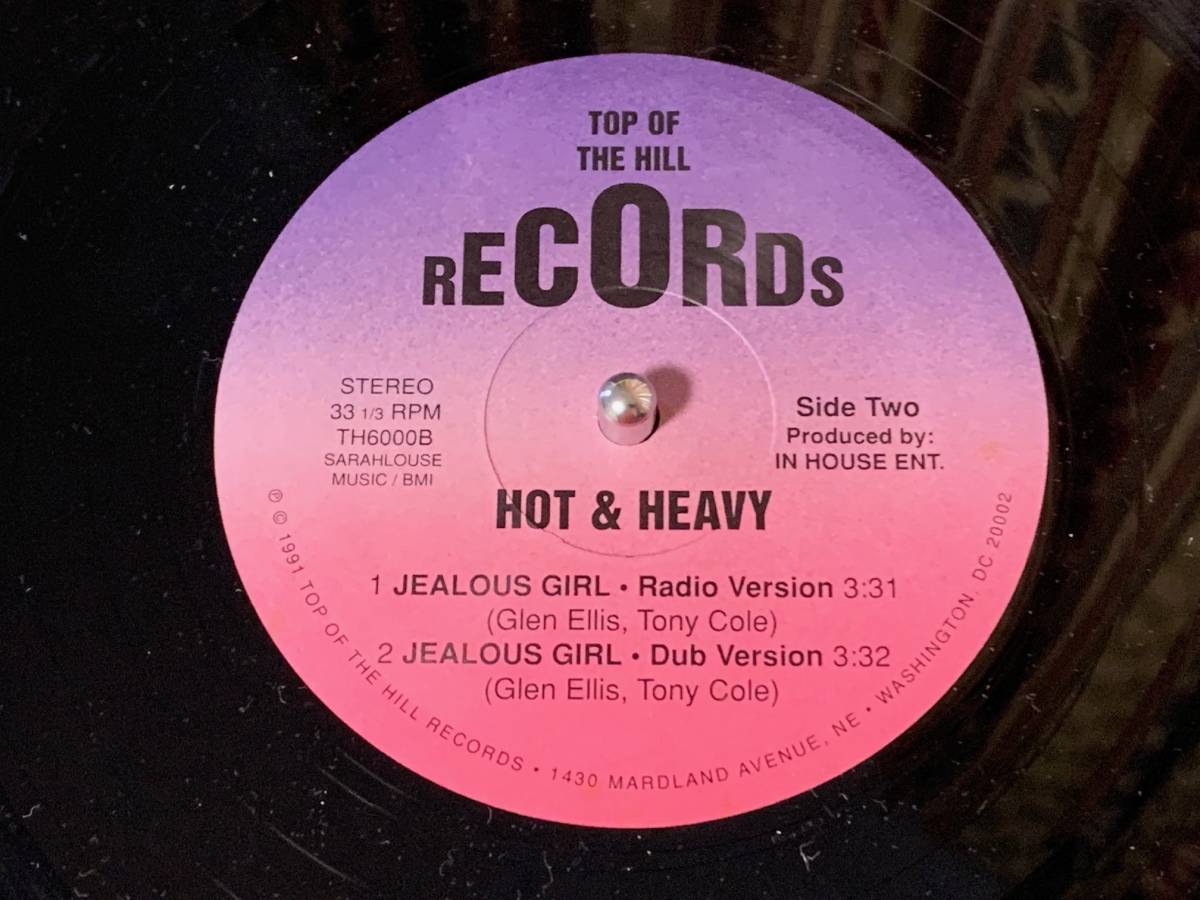 TOP OF
THE HILL
RECORDS
STEREO
33 1/3 RPM
TH6000B
SARAHLOUSE
MUSIC / BMI
Side Two
Produced by:
IN HOUSE ENT.
HOT & HEAVY
1 JEALOUS GIRL • Radio Version 3:31
(Glen Ellis, Tony Cole)
2 JEALOUS GIRL • Dub Version 3:32
(Glen Ellis, Tony Cole)
℗ © 1991 TOP OF THE HILL RECORDS • 1430 MARDLAND AVENUE, NE • WASHINGTON, DC 20002